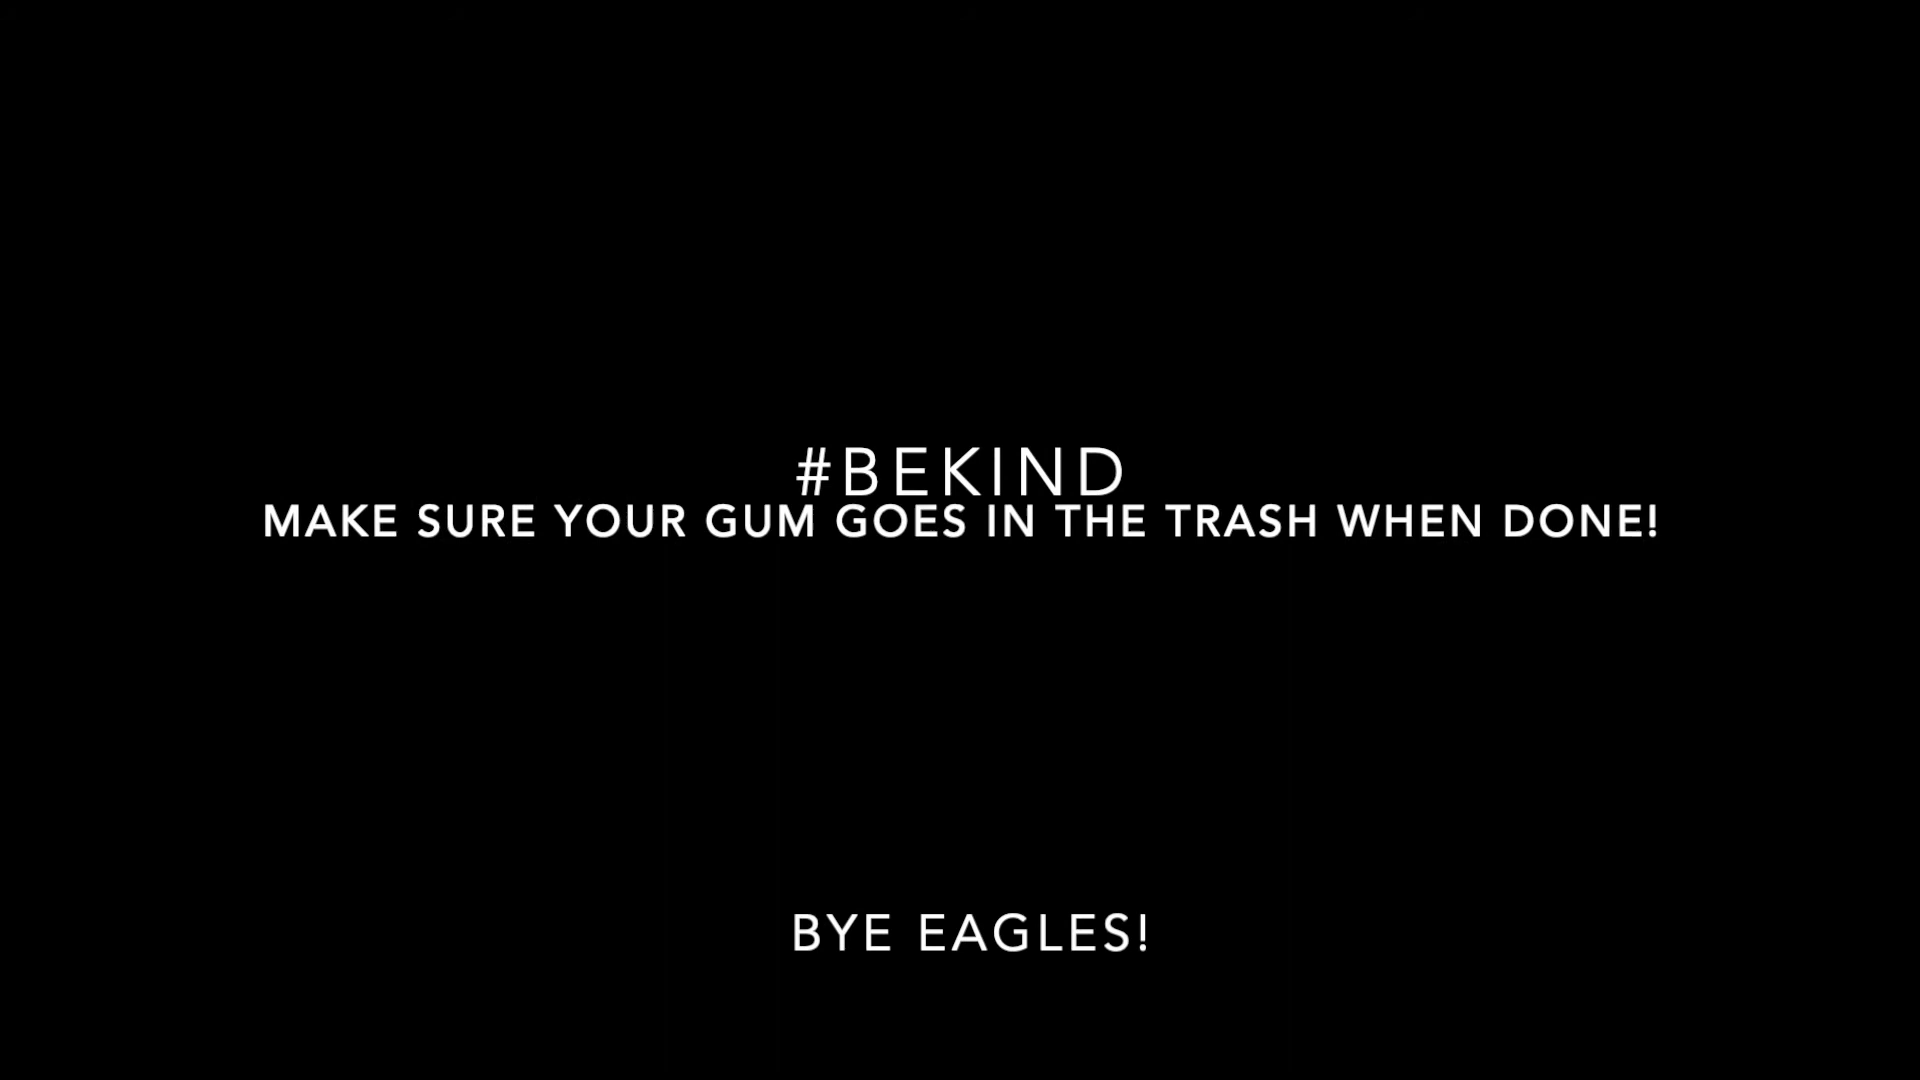 #BEKIND
MAKE SURE YOUR GUM GOES IN THE TRASH WHEN DONE!
BYE EAGLES!